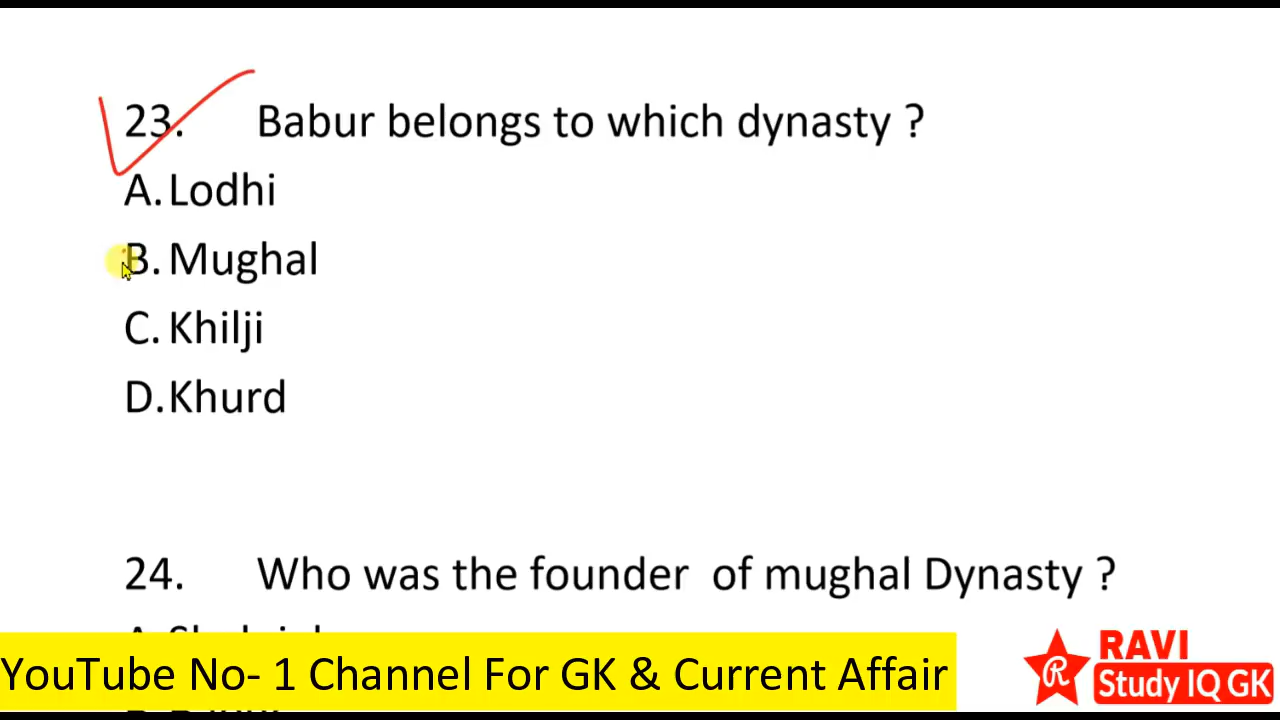 23. Babur belongs to which dynasty ?
A. Lodhi
B. Mughal
C. Khilji
D. Khurd
24. Who was the founder of mughal Dynasty ?
YouTube No- 1 Channel For GK & Current Affair
R
RAVI
Study IQ GK